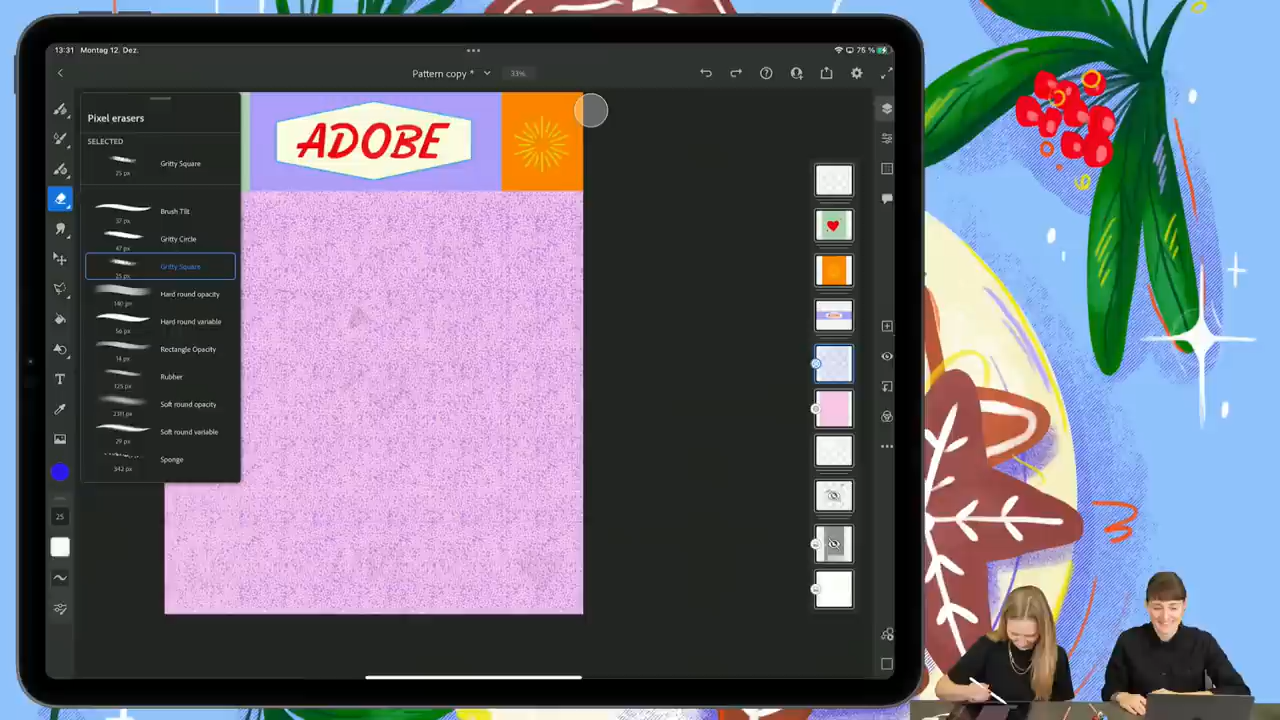 13:31 Montag 12. Dez.
75 %
Pattern copy *
33%
Pixel erasers
SELECTED
Gritty Square
25 px
Brush Tilt
37 px
Gritty Circle
47 px
Gritty Square
25 px
Hard round opacity
140 px
Hard round variable
56 px
Rectangle Opacity
14 px
Rubber
125 px
Soft round opacity
Soft round variable
29 px
Sponge
342 px
ADOBE
T
25